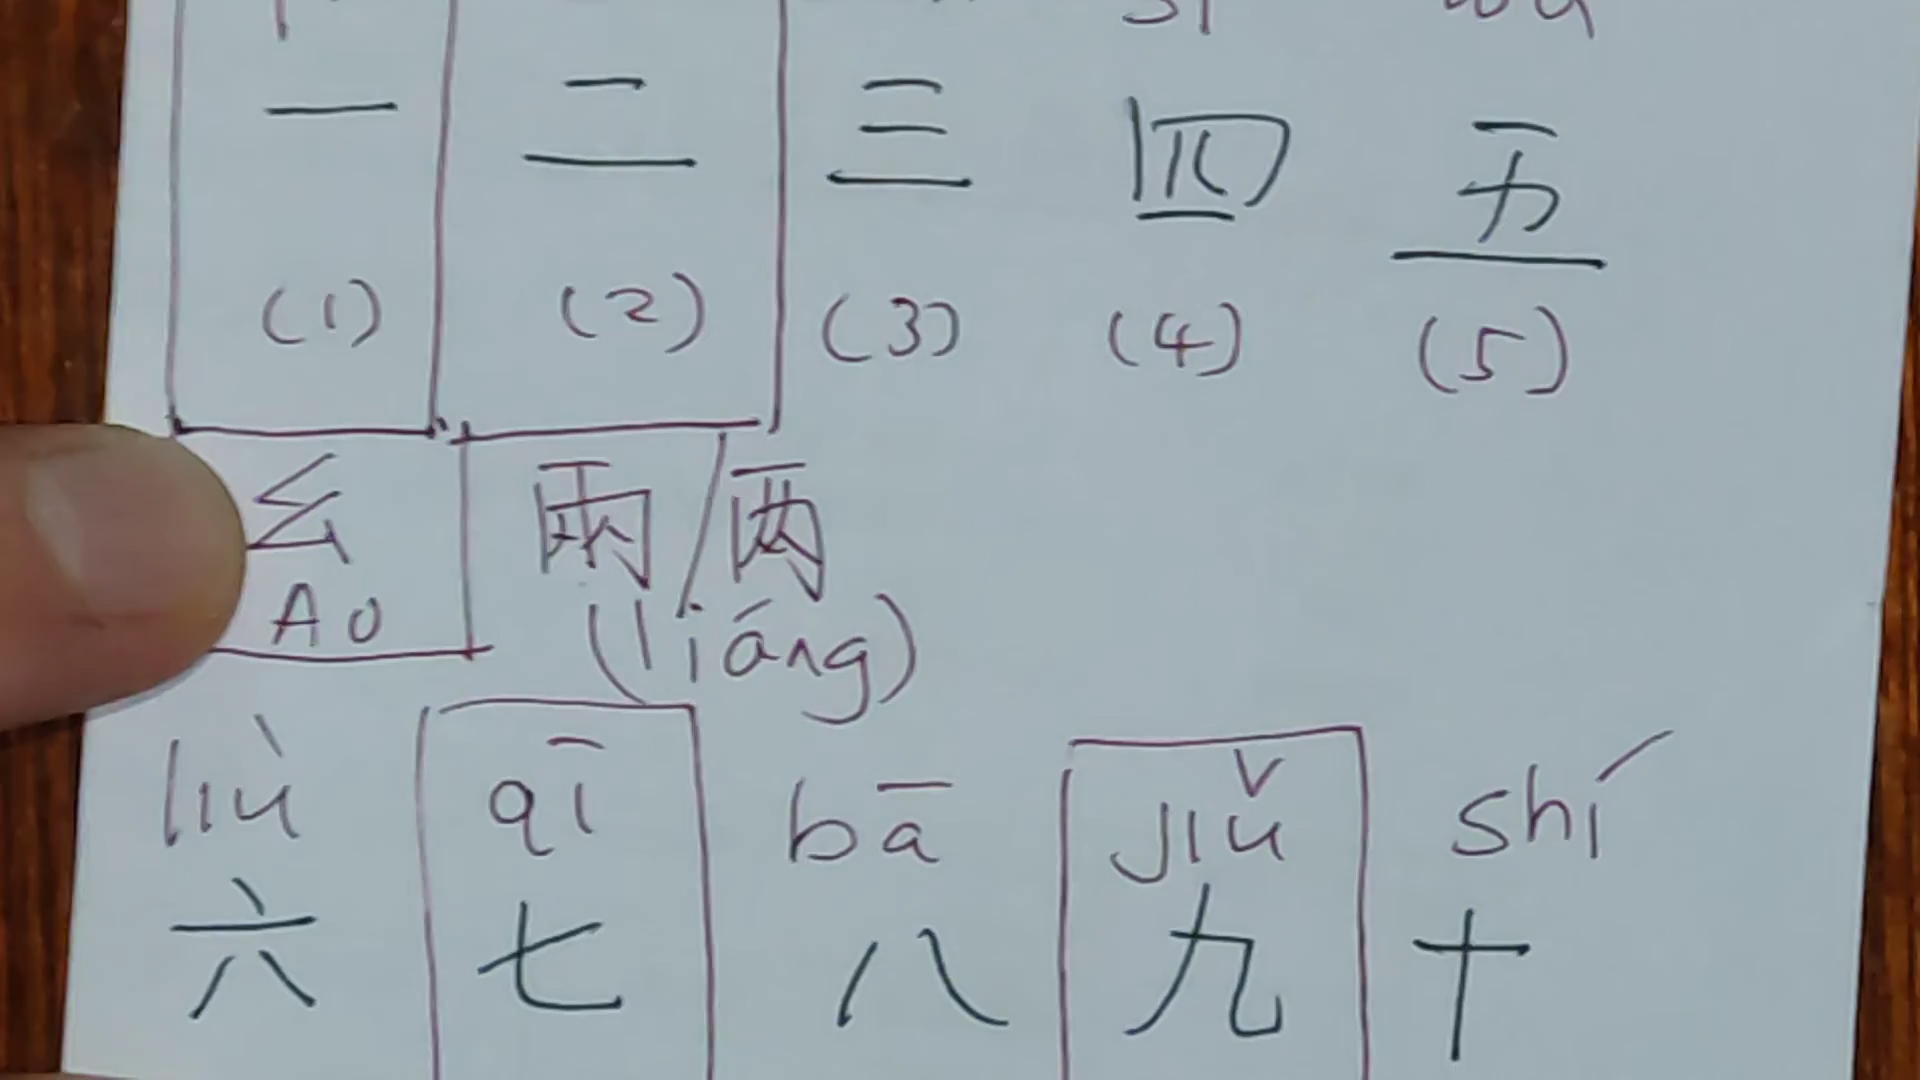 一 二 三 四 五
(1) (2) (3) (4) (5)
幺 兩/两
AO (liáng)
liù qī bā jiǔ shí
六 七 八 九 十